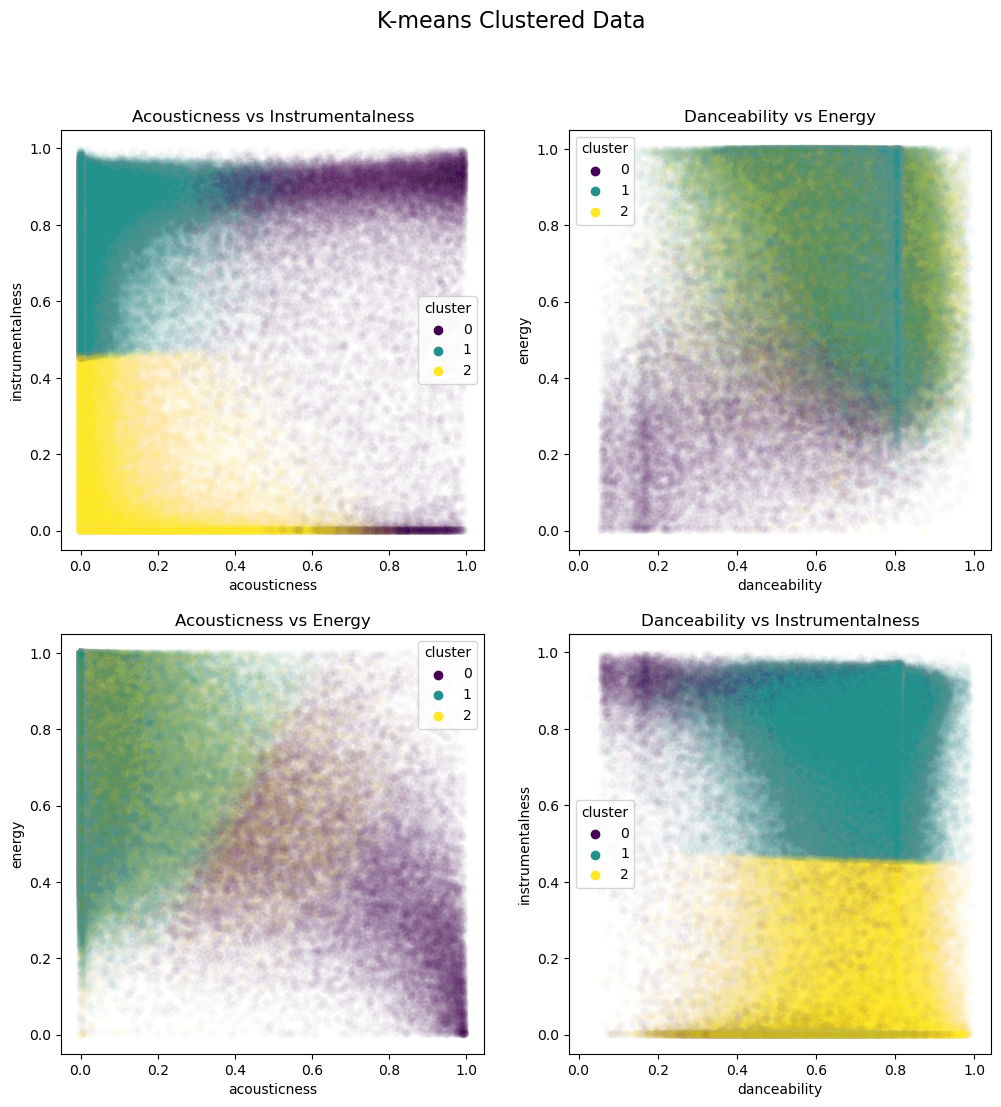 K-means Clustered Data
Acousticness vs Instrumentalness
1.0
0.8
0.6
0.4
0.2
0.0
instrumentalness
cluster
0
1
2
0.0 0.2 0.4 0.6 0.8 1.0
acousticness
Danceability vs Energy
1.0
0.8
0.6
0.4
0.2
0.0
energy
cluster
0
1
2
0.0 0.2 0.4 0.6 0.8 1.0
danceability
Acousticness vs Energy
1.0
0.8
0.6
0.4
0.2
0.0
energy
cluster
0
1
2
0.0 0.2 0.4 0.6 0.8 1.0
acousticness
Danceability vs Instrumentalness
1.0
0.8
0.6
0.4
0.2
0.0
instrumentalness
cluster
0
1
2
0.0 0.2 0.4 0.6 0.8 1.0
danceability